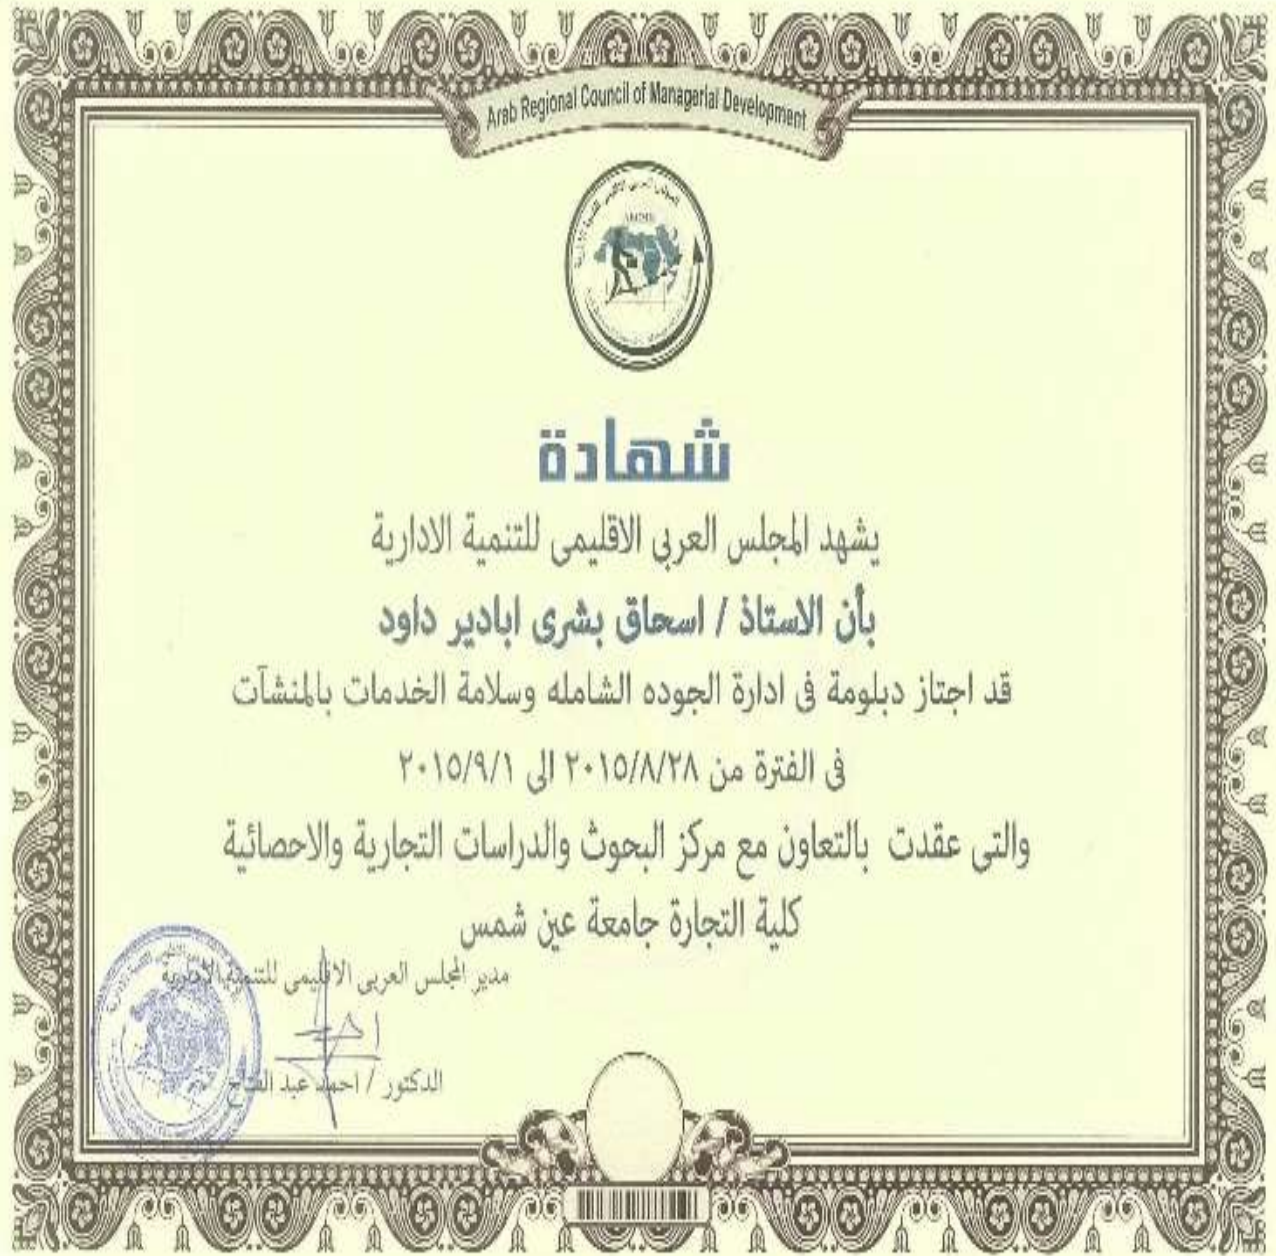 Arab Regional Council of Managerial Development
شهادة
يشهد المجلس العربى الاقليمى للتنمية الادارية
بأن الاستاذ / اسحاق بشرى ابادير داود
قد اجتاز دبلومة فى ادارة الجوده الشامله وسلامة الخدمات بالمنشآت
فى الفترة من ٢٠١٥/٨/٢٨ الى ٢٠١٥/٩/١
والتى عقدت بالتعاون مع مركز البحوث والدراسات التجارية والاحصائية
كلية التجارة جامعة عين شمس
مدير المجلس العربى الاقليمى للتنمية الادارية
الدكتور / احمد عبد الفتاح